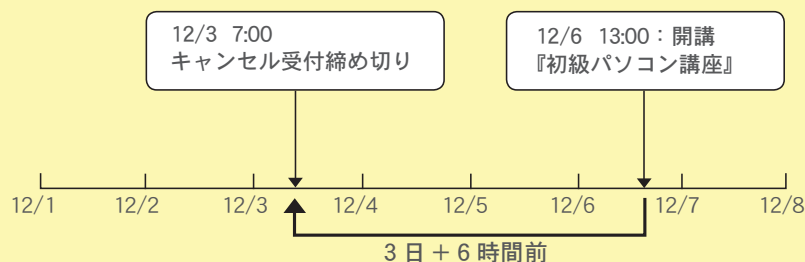 12/3 7:00
キャンセル受付締め切り
12/6 13:00：開講
『初級パソコン講座』
12/1 12/2 12/3 12/4 12/5 12/6 12/7 12/8
3 日 + 6 時間前